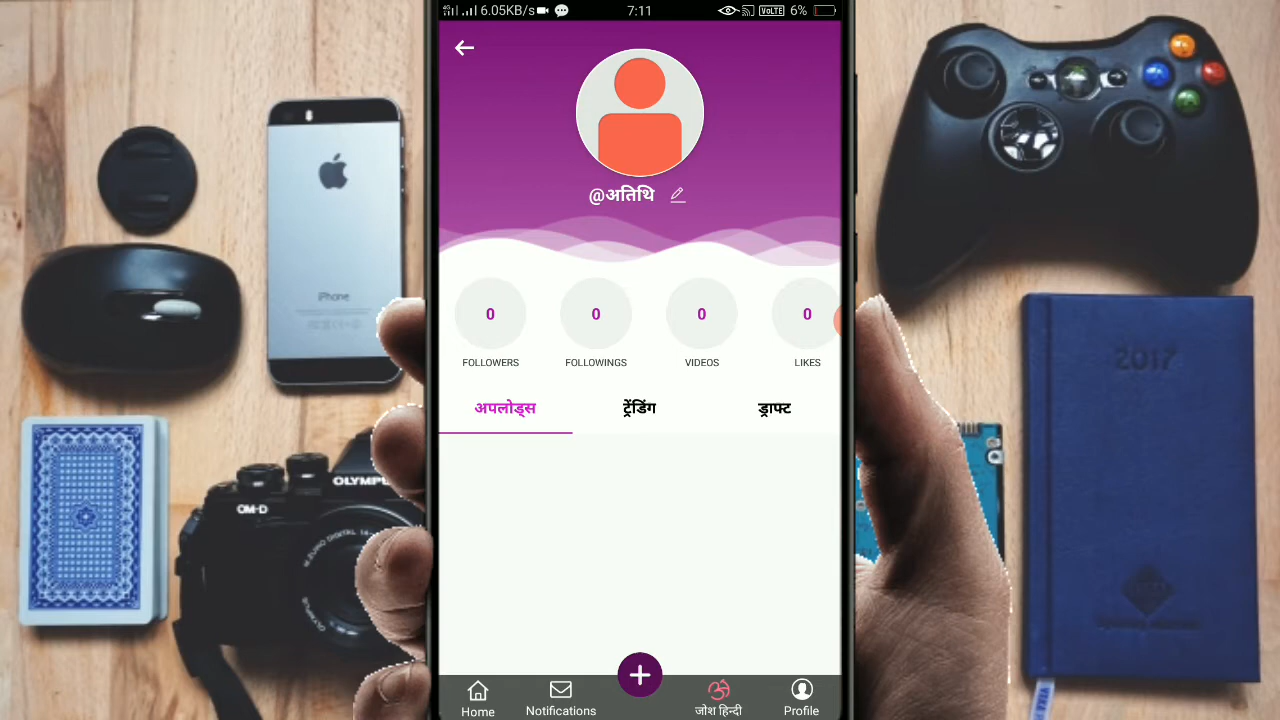 6.05KB/s
7:11
VoLTE
6%
@अतिथि
0
0
0
0
FOLLOWERS
FOLLOWINGS
VIDEOS
LIKES
अपलोड्स
ट्रेंडिंग
ड्राफ्ट
Home
Notifications
जोश हिन्दी
Profile
iPhone
OLYMPU
OM-D
OLYMPUS
2017